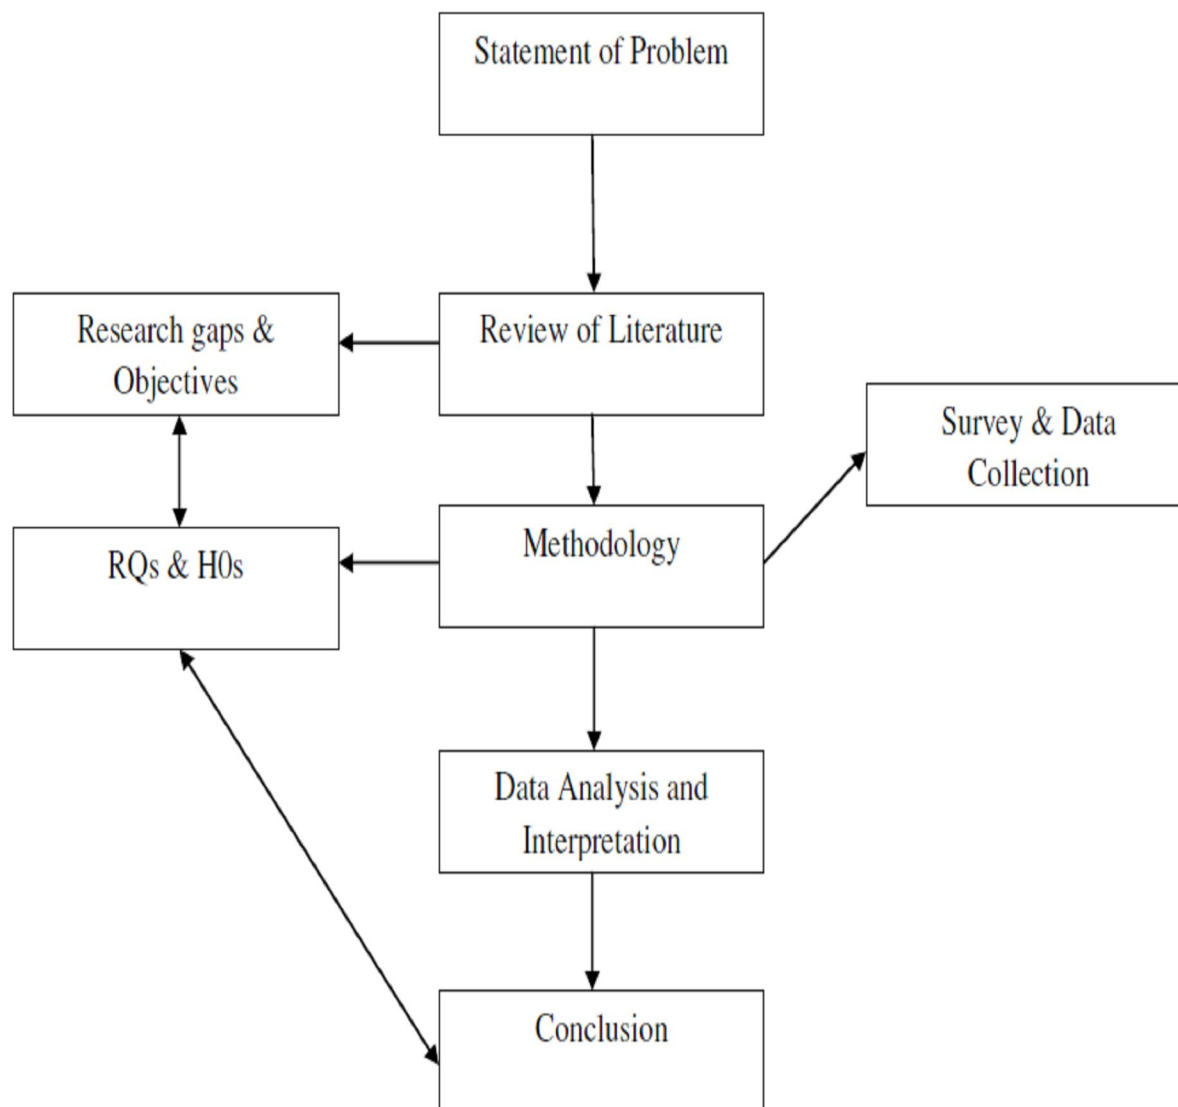 Statement of Problem
Research gaps &
Objectives
Review of Literature
Survey & Data
Collection
RQs & H0s
Methodology
Data Analysis and
Interpretation
Conclusion